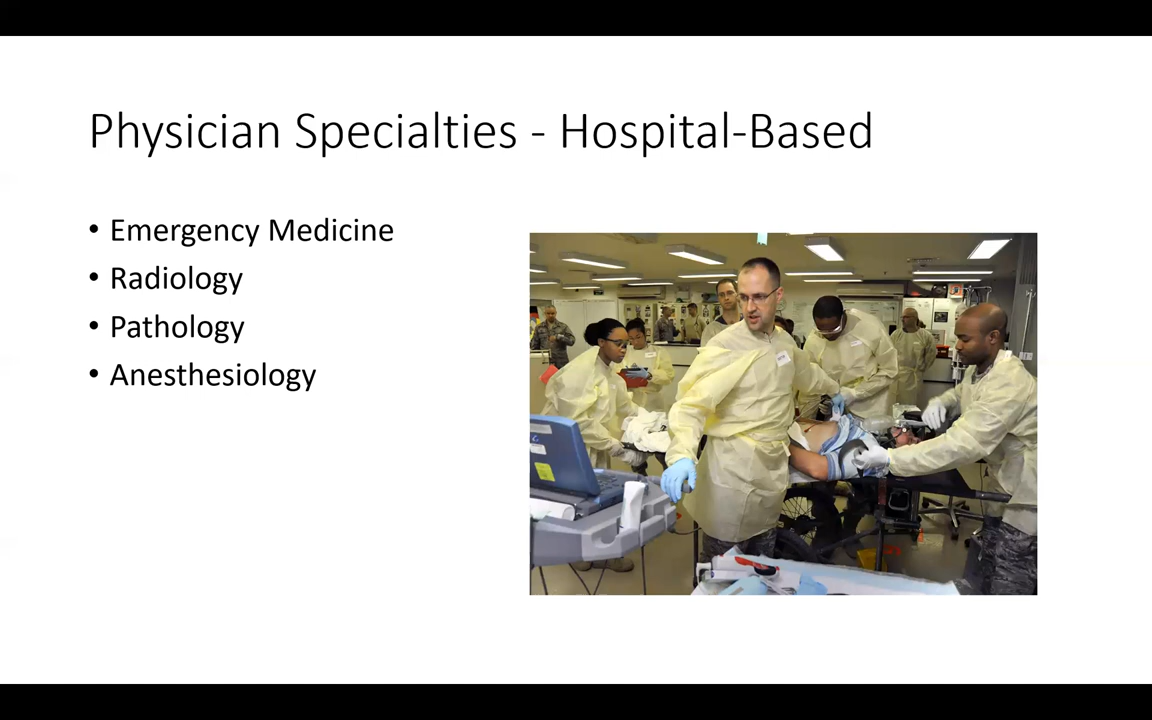 Physician Specialties - Hospital-Based
• Emergency Medicine
• Radiology
• Pathology
• Anesthesiology